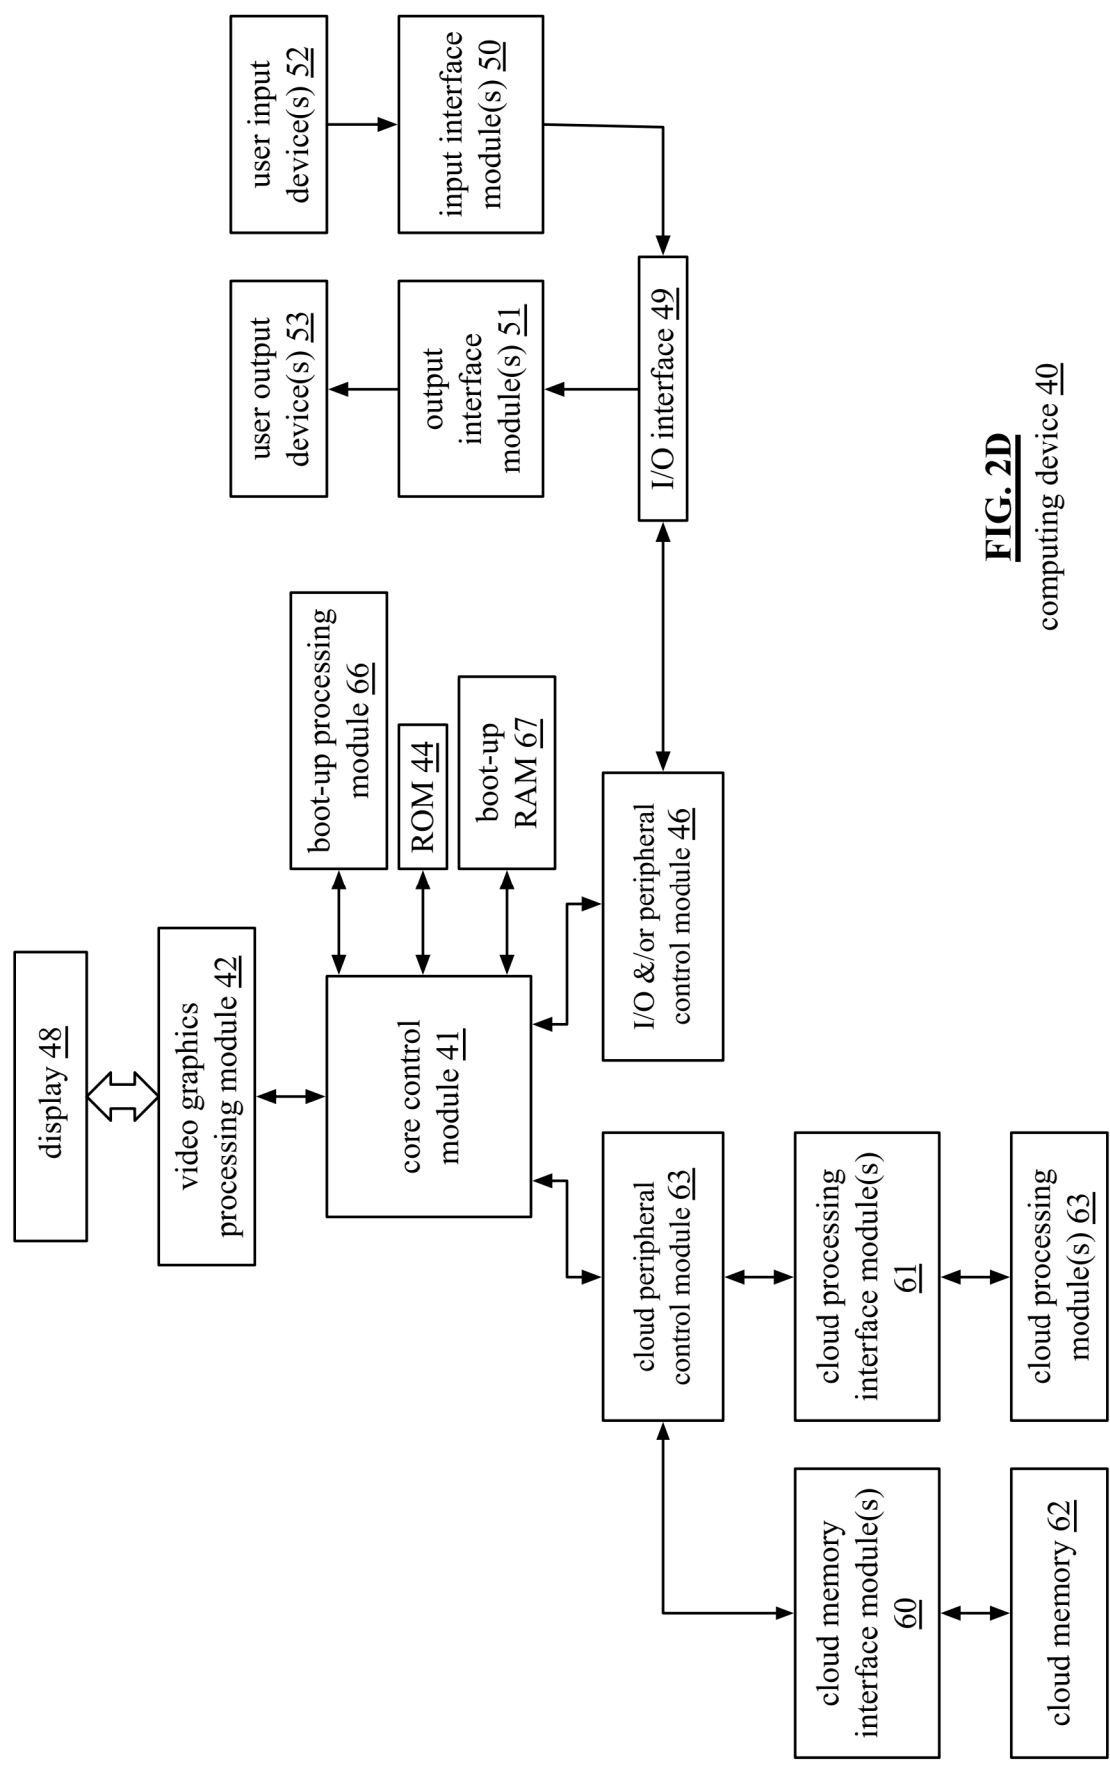 display 48
video graphics
processing module 42
core control
module 41
boot-up processing
module 66
ROM 44
boot-up
RAM 67
user output
device(s) 53
user input
device(s) 52
output
interface
module(s) 51
input interface
module(s) 50
I/O interface 49
I/O &/or peripheral
control module 46
cloud peripheral
control module 63
cloud memory
interface module(s)
60
cloud processing
interface module(s)
61
cloud memory 62
cloud processing
module(s) 63
FIG. 2D
computing device 40